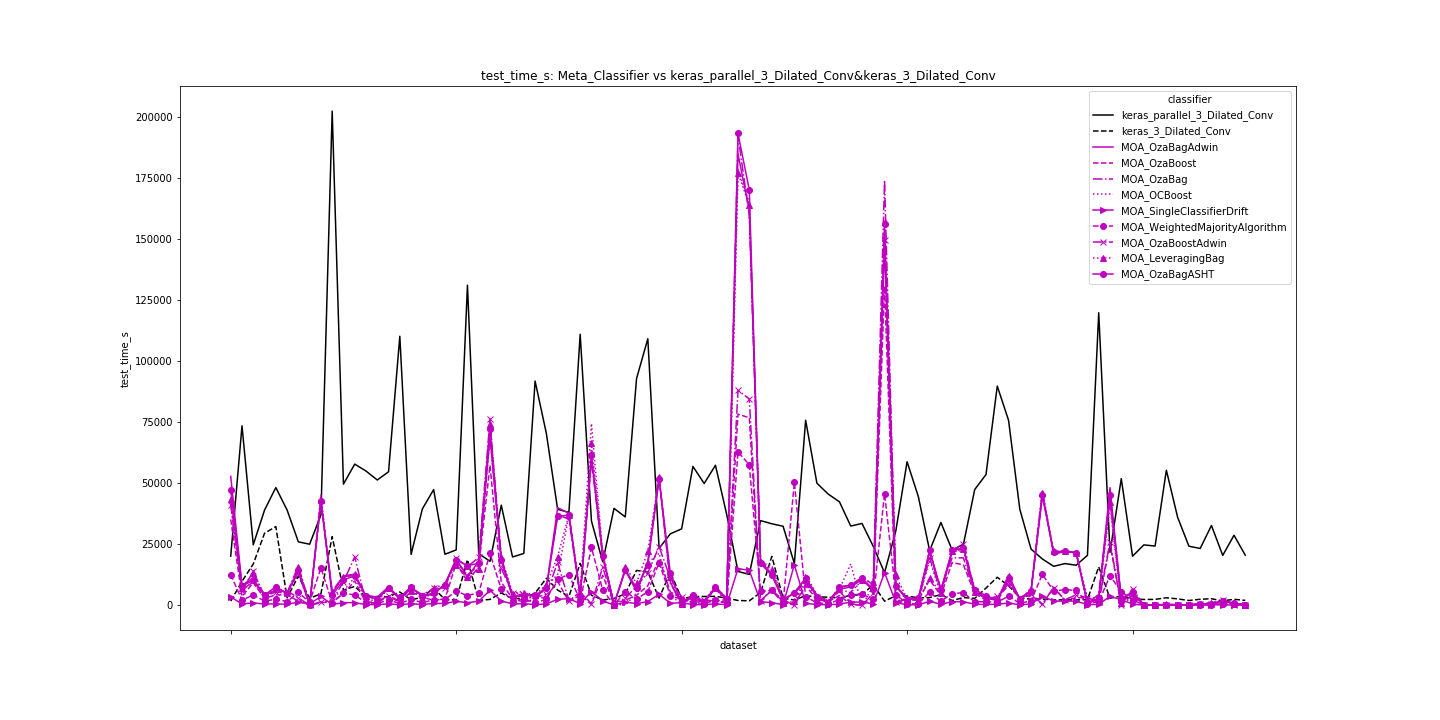 test_time_s: Meta_Classifier vs keras_parallel_3_Dilated_Conv&keras_3_Dilated_Conv
classifier
keras_parallel_3_Dilated_Conv
keras_3_Dilated_Conv
MOA_OzaBagAdwin
MOA_OzaBoost
MOA_OzaBag
MOA_OCBoost
MOA_SingleClassifierDrift
MOA_WeightedMajorityAlgorithm
MOA_OzaBoostAdwin
MOA_LeveragingBag
MOA_OzaBagASHT
200000
175000
150000
125000
100000
75000
50000
25000
0
test_time_s
dataset